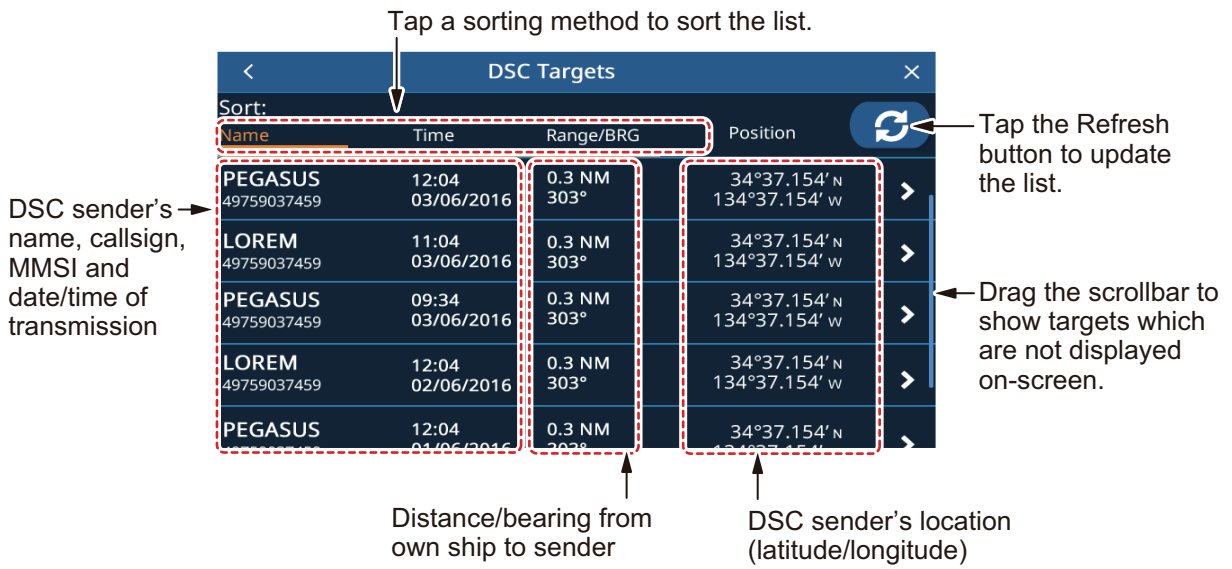 Tap a sorting method to sort the list.
DSC Targets
Sort:
Name Time Range/BRG Position
Tap the Refresh
button to update
the list.
DSC sender's
name, callsign,
MMSI and
date/time of
transmission
PEGASUS 12:04 0.3 NM 34°37.154′ N
49759037459 03/06/2016 303° 134°37.154′ W
LOREM 11:04 0.3 NM 34°37.154′ N
49759037459 03/06/2016 303° 134°37.154′ W
PEGASUS 09:34 0.3 NM 34°37.154′ N
49759037459 03/06/2016 303° 134°37.154′ W
LOREM 12:04 0.3 NM 34°37.154′ N
49759037459 02/06/2016 303° 134°37.154′ W
PEGASUS 12:04 0.3 NM 34°37.154′ N
01/06/2016 303° 134°37.154′
Drag the scrollbar to
show targets which
are not displayed
on-screen.
Distance/bearing from
own ship to sender
DSC sender's location
(latitude/longitude)